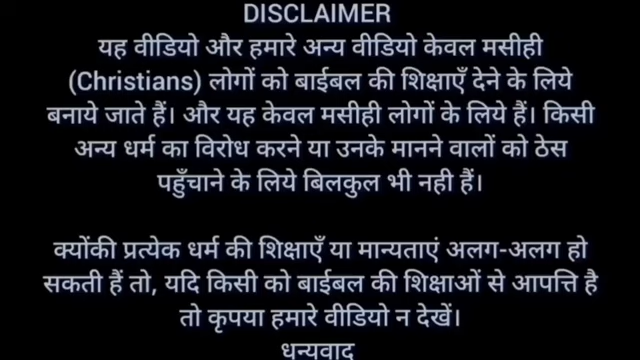 DISCLAIMER
यह वीडियो और हमारे अन्य वीडियो केवल मसीही
(Christians) लोगों को बाईबल की शिक्षाएँ देने के लिये
बनाये जाते हैं। और यह केवल मसीही लोगों के लिये हैं। किसी
अन्य धर्म का विरोध करने या उनके मानने वालों को ठेस
पहुँचाने के लिये बिलकुल भी नही हैं।
क्योंकी प्रत्येक धर्म की शिक्षाएँ या मान्यताएं अलग-अलग हो
सकती हैं तो, यदि किसी को बाईबल की शिक्षाओं से आपत्ति है
तो कृपया हमारे वीडियो न देखें।
धन्यवाद